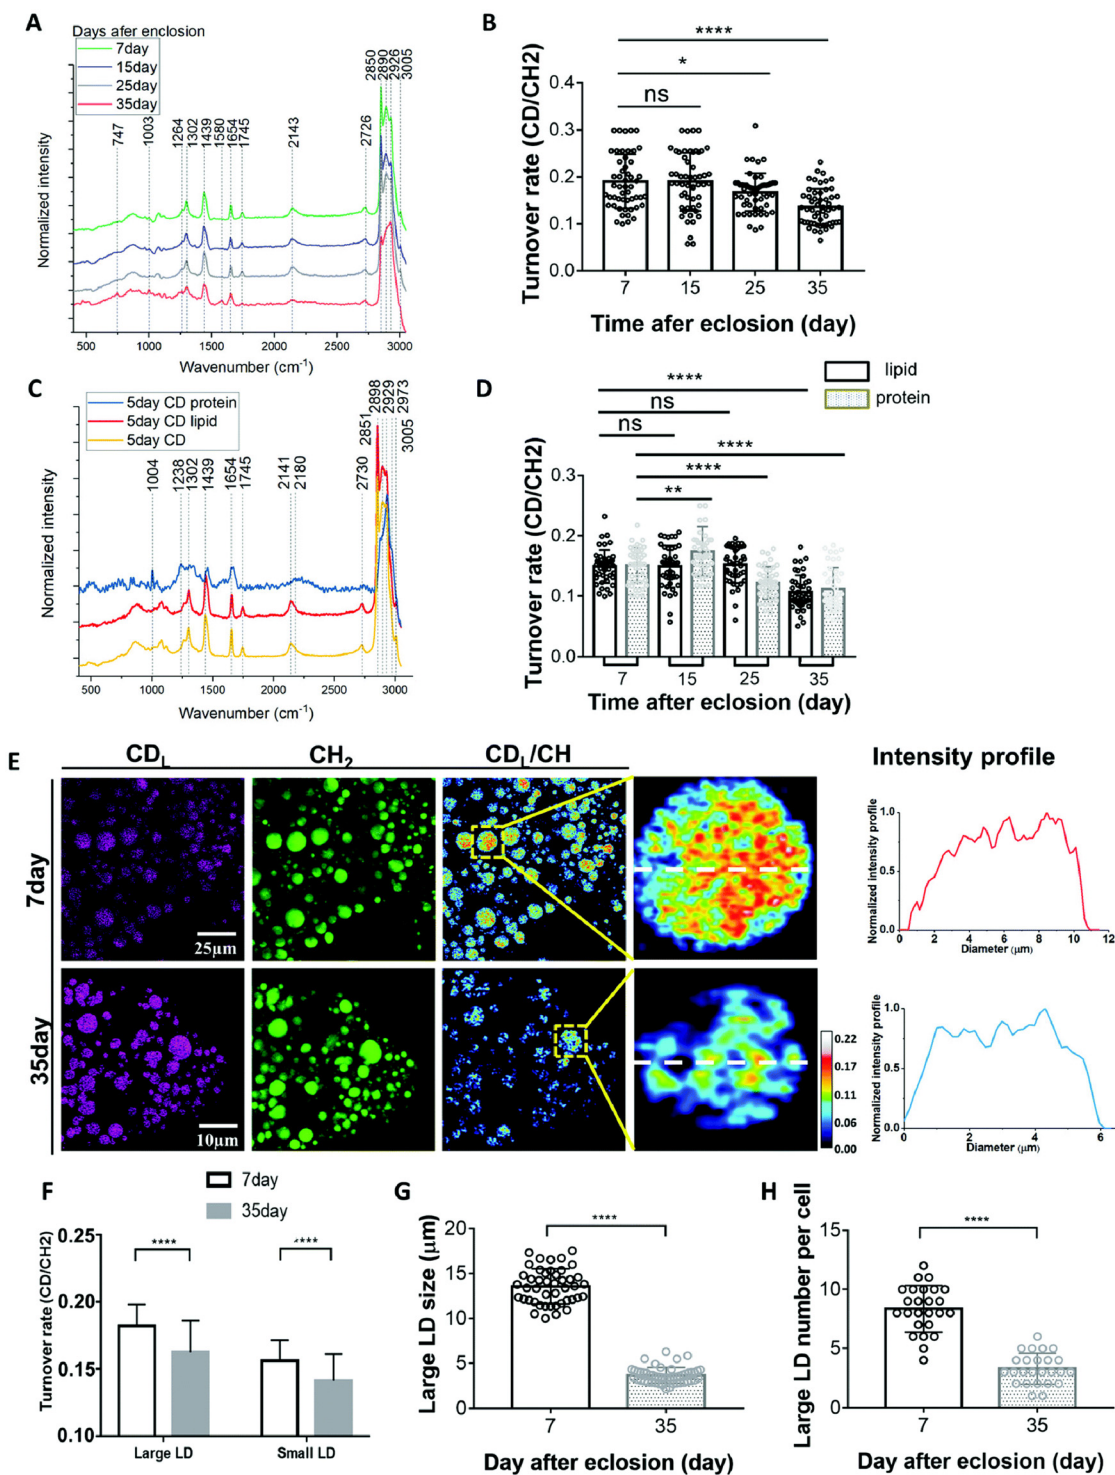 A
Days afer enclosion
7day
15day
25day
35day
747
1003
1264
1302
1439
1580
1654
1745
2143
2726
2850
2890
2926
3005
Normalized intensity
500 1000 1500 2000 2500 3000
Wavenumber (cm-1)
B
****
*
ns
Turnover rate (CD/CH2)
0.4
0.3
0.2
0.1
0.0
7 15 25 35
Time afer eclosion (day)
C
5day CD protein
5day CD lipid
5day CD
1004
1238
1302
1439
1654
1745
2141
2180
2730
2851
2898
2929
2973
3005
Normalized intensity
500 1000 1500 2000 2500 3000
Wavenumber (cm-1)
D
lipid
protein
****
ns
ns
****
****
**
Turnover rate (CD/CH2)
0.3
0.2
0.1
0.0
7 15 25 35
Time after eclosion (day)
E
CDL CH2 CDL/CH Intensity profile
7day
25μm
Normalized intensity profile
1.0
0.5
0.0
0 2 4 6 8 10 12
Diameter (μm)
35day
10μm
0.22
0.18
0.12
0.06
0.00
Normalized intensity profile
1.0
0.5
0.0
0 2 4 6
Diameter (μm)
F
7day
35day
Turnover rate (CD/CH2)
0.25
0.20
0.15
0.10
****
****
Large LD Small LD
G
****
Large LD size (μm)
20
15
10
5
0
7 35
Day after eclosion (day)
H
****
Large LD number per cell
15
10
5
0
7 35
Day after eclosion (day)